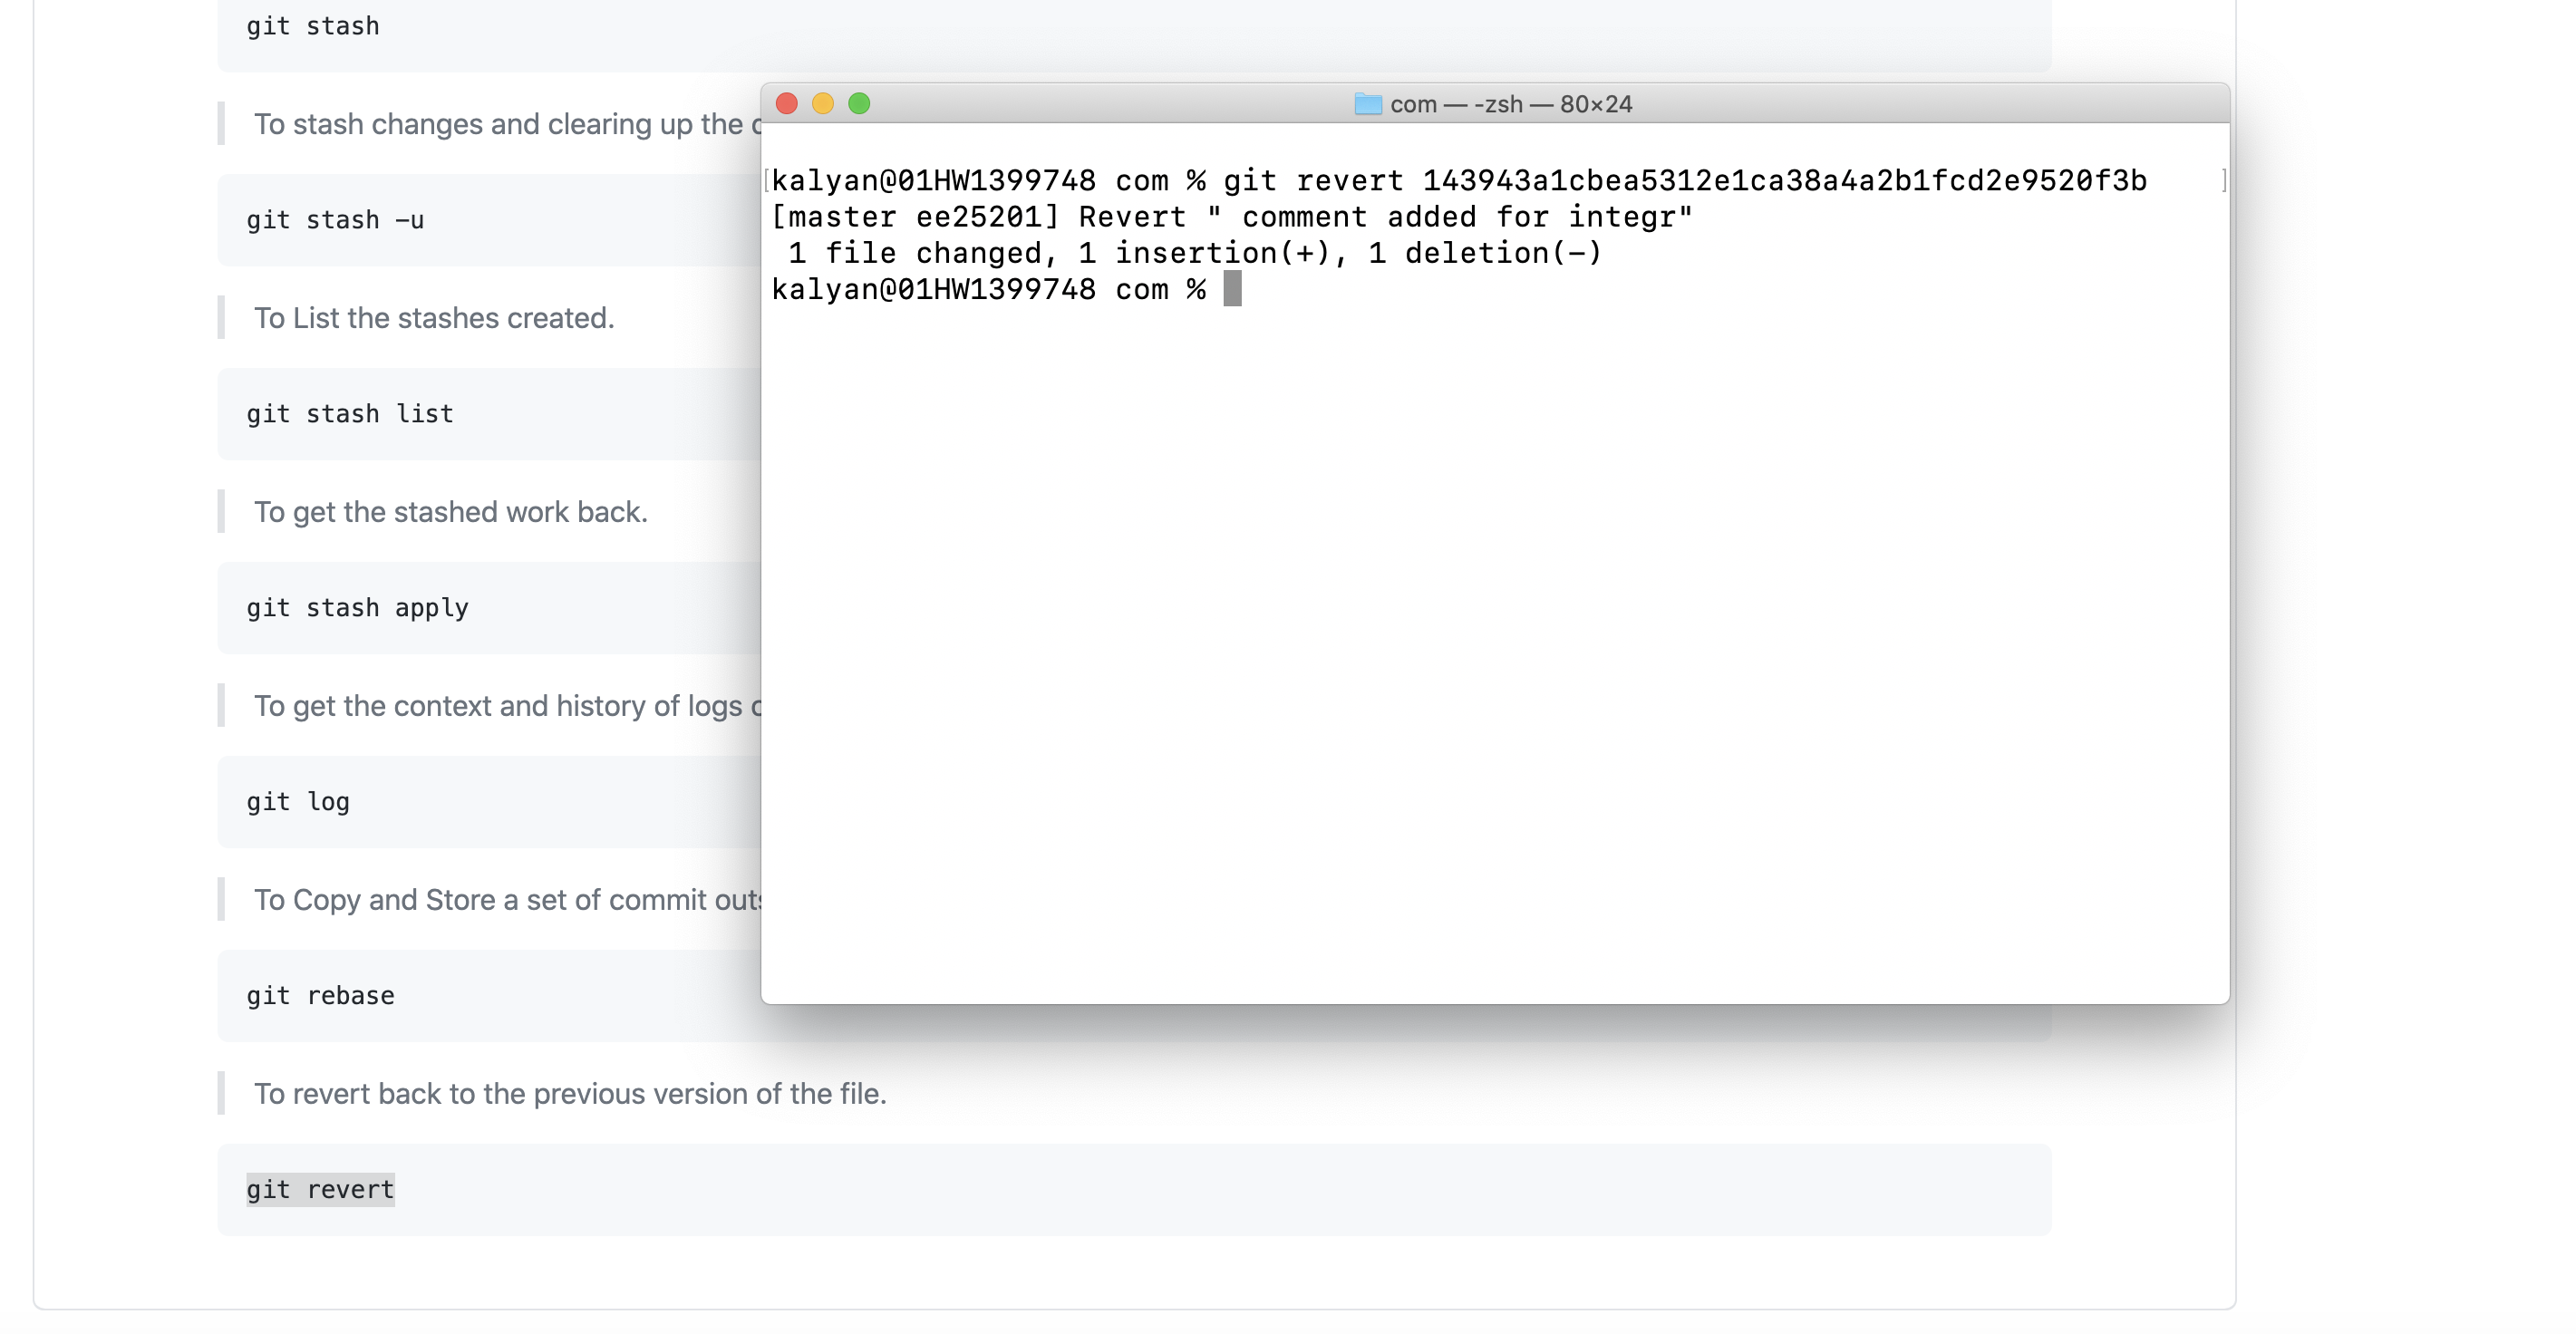 git stash
To stash changes and clearing up the
git stash -u
To List the stashes created.
git stash list
To get the stashed work back.
git stash apply
To get the context and history of logs
git log
To Copy and Store a set of commit
git rebase
To revert back to the previous version of the file.
git revert
com — -zsh — 80×24
[kalyan@01HW1399748 com % git revert 143943a1cbea5312e1ca38a4a2b1fcd2e9520f3b ]
[master ee25201] Revert " comment added for integr"
1 file changed, 1 insertion(+), 1 deletion(-)
kalyan@01HW1399748 com %